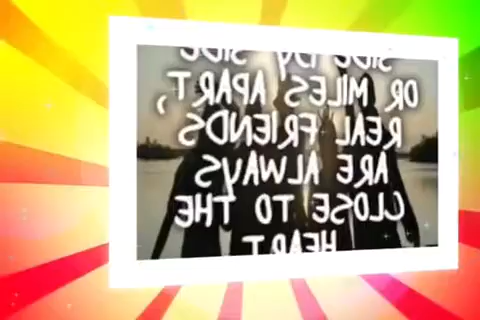 SIDE BY SIDE
OR MILES APART,
REAL FRIENDS
ARE ALWAYS
CLOSE TO THE
HEART